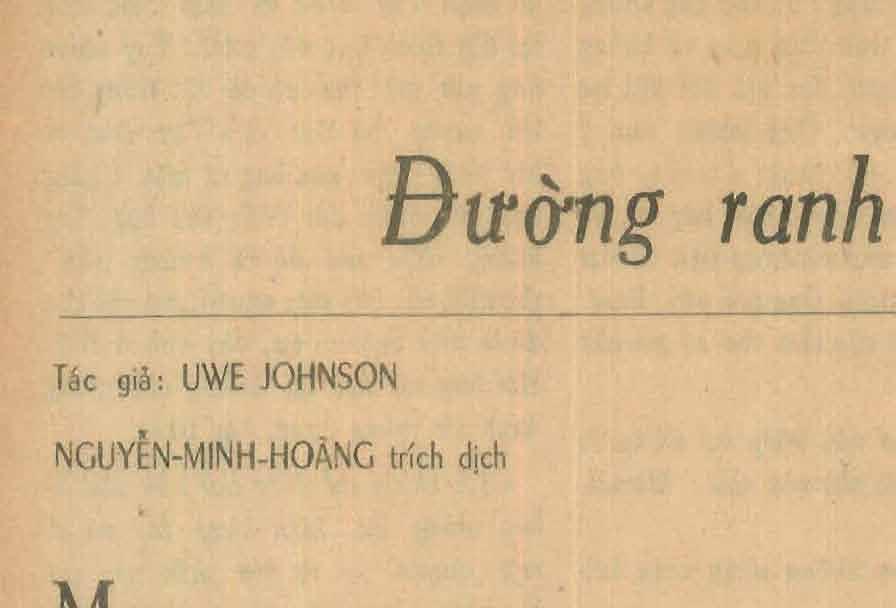 Đường ranh
Tác giả: UWE JOHNSON
NGUYỄN-MINH-HOÀNG trích dịch
M